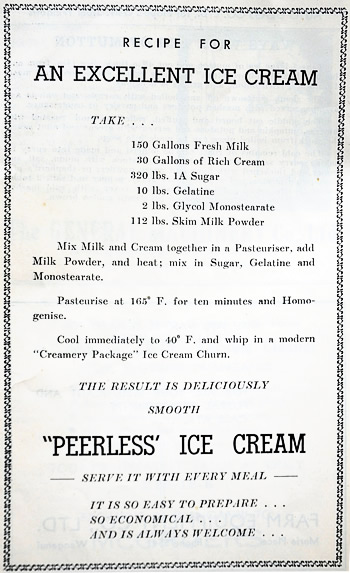 RECIPE FOR
AN EXCELLENT ICE CREAM
TAKE . . .
150 Gallons Fresh Milk
30 Gallons of Rich Cream
320 lbs. 1A Sugar
10 lbs. Gelatine
2 lbs. Glycol Monostearate
112 lbs. Skim Milk Powder
Mix Milk and Cream together in a Pasteuriser, add
Milk Powder, and heat; mix in Sugar, Gelatine and
Monostearate.
Pasteurise at 165° F. for ten minutes and Homo-
genise.
Cool immediately to 40° F. and whip in a modern
"Creamery Package" Ice Cream Churn.
THE RESULT IS DELICIOUSLY
SMOOTH
"PEERLESS' ICE CREAM
SERVE IT WITH EVERY MEAL
IT IS SO EASY TO PREPARE . . .
SO ECONOMICAL . . .
AND IS ALWAYS WELCOME . . .